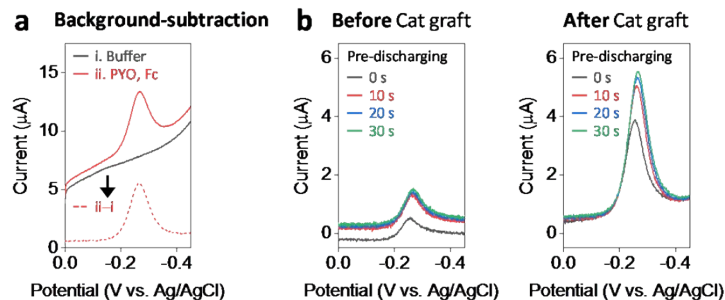 a Background-subtraction
i. Buffer
ii. PYO, Fc
ii–i
Current (μA)
15
10
5
0
0.0 -0.2 -0.4
Potential (V vs. Ag/AgCl)
b Before Cat graft
Pre-discharging
0 s
10 s
20 s
30 s
Current (μA)
6
4
2
0
0.0 -0.2 -0.4
Potential (V vs. Ag/AgCl)
After Cat graft
Pre-discharging
0 s
10 s
20 s
30 s
Current (μA)
6
4
2
0
0.0 -0.2 -0.4
Potential (V vs. Ag/AgCl)